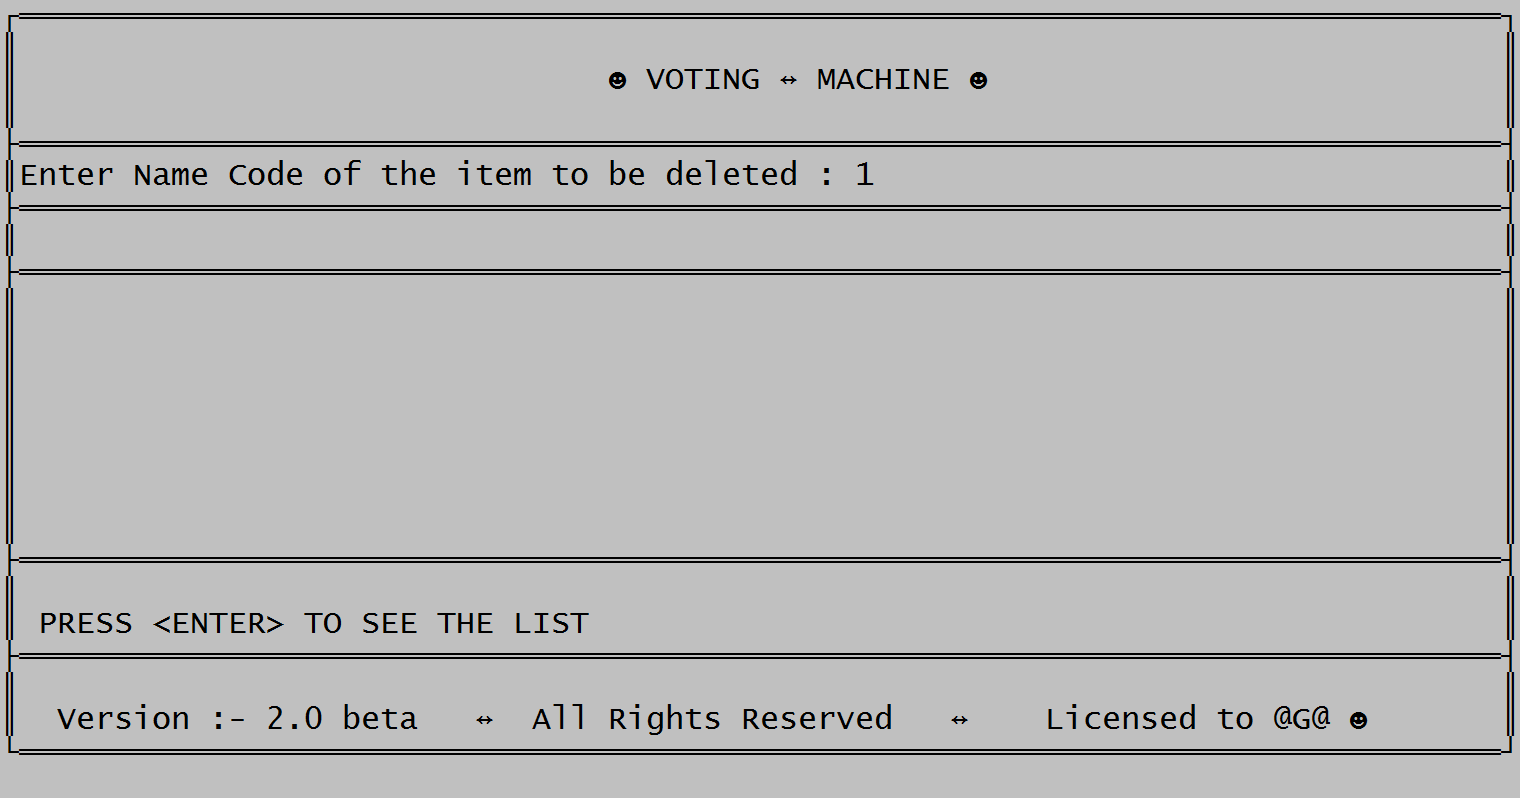 ☻ VOTING ↔ MACHINE ☻
Enter Name Code of the item to be deleted : 1
PRESS <ENTER> TO SEE THE LIST
Version :- 2.0 beta ↔ All Rights Reserved ↔ Licensed to @G@ ☻